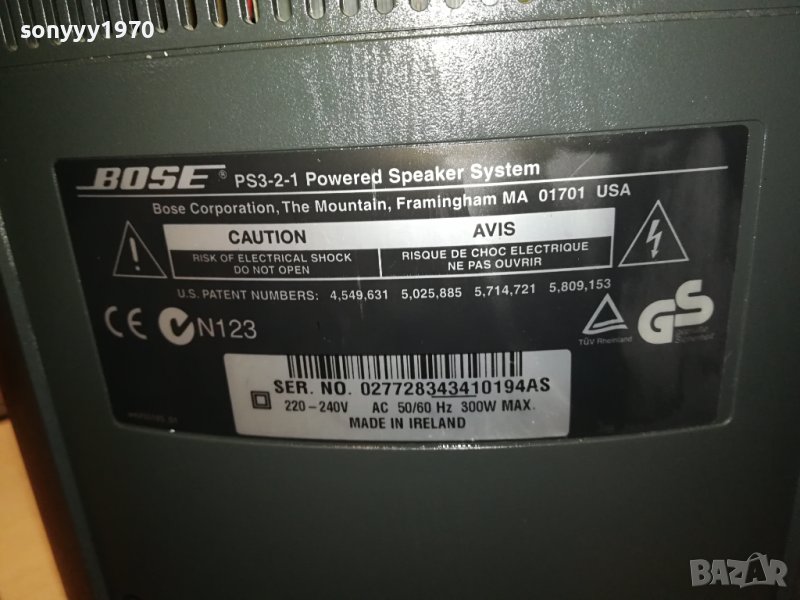 sonyyy1970
BOSE® PS3-2-1 Powered Speaker System
Bose Corporation, The Mountain, Framingham MA 01701 USA
CAUTION
RISK OF ELECTRICAL SHOCK
DO NOT OPEN
AVIS
RISQUE DE CHOC ELECTRIQUE
NE PAS OUVRIR
U.S. PATENT NUMBERS: 4,549,631 5,025,885 5,714,721 5,809,153
CE N123
TÜV Rheinland
GS
SER. NO. 027728343410194AS
220-240V AC 50/60 Hz 300W MAX.
MADE IN IRELAND
BAZAR